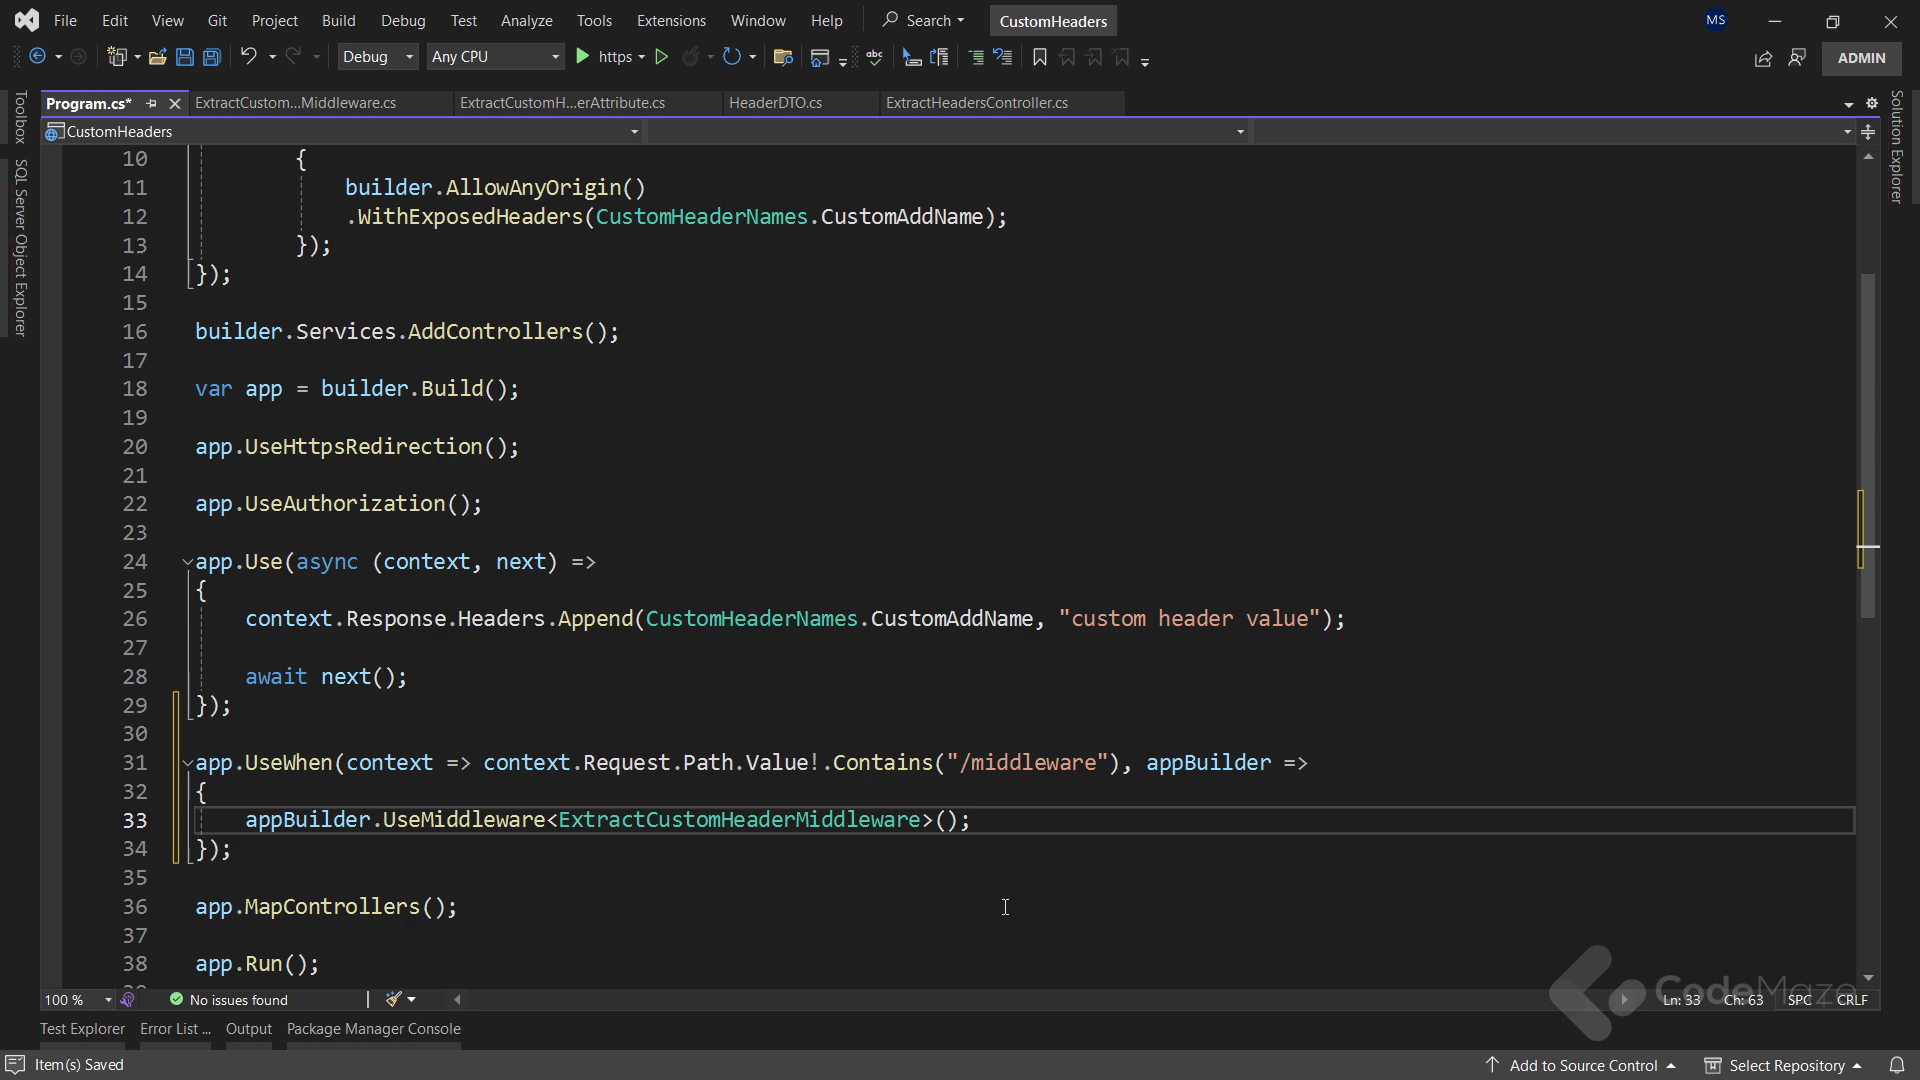 File Edit View Git Project Build Debug Test Analyze Tools Extensions Window Help Search CustomHeaders MS
Debug Any CPU https ADMIN
Program.cs* ExtractCustom...Middleware.cs ExtractCustomH...erAttribute.cs HeaderDTO.cs ExtractHeadersController.cs
CustomHeaders
Toolbox
SQL Server Object Explorer
Solution Explorer
10 {
11 builder.AllowAnyOrigin()
12 .WithExposedHeaders(CustomHeaderNames.CustomAddName);
13 });
14 });
15
16 builder.Services.AddControllers();
17
18 var app = builder.Build();
19
20 app.UseHttpsRedirection();
21
22 app.UseAuthorization();
23
24 app.Use(async (context, next) =>
25 {
26 context.Response.Headers.Append(CustomHeaderNames.CustomAddName, "custom header value");
27
28 await next();
29 });
30
31 app.UseWhen(context => context.Request.Path.Value!.Contains("/middleware"), appBuilder =>
32 {
33 appBuilder.UseMiddleware<ExtractCustomHeaderMiddleware>();
34 });
35
36 app.MapControllers();
37
38 app.Run();
CodeMaze
100 % No issues found Ln: 33 Ch: 63 SPC CRLF
Test Explorer Error List ... Output Package Manager Console
Item(s) Saved Add to Source Control Select Repository